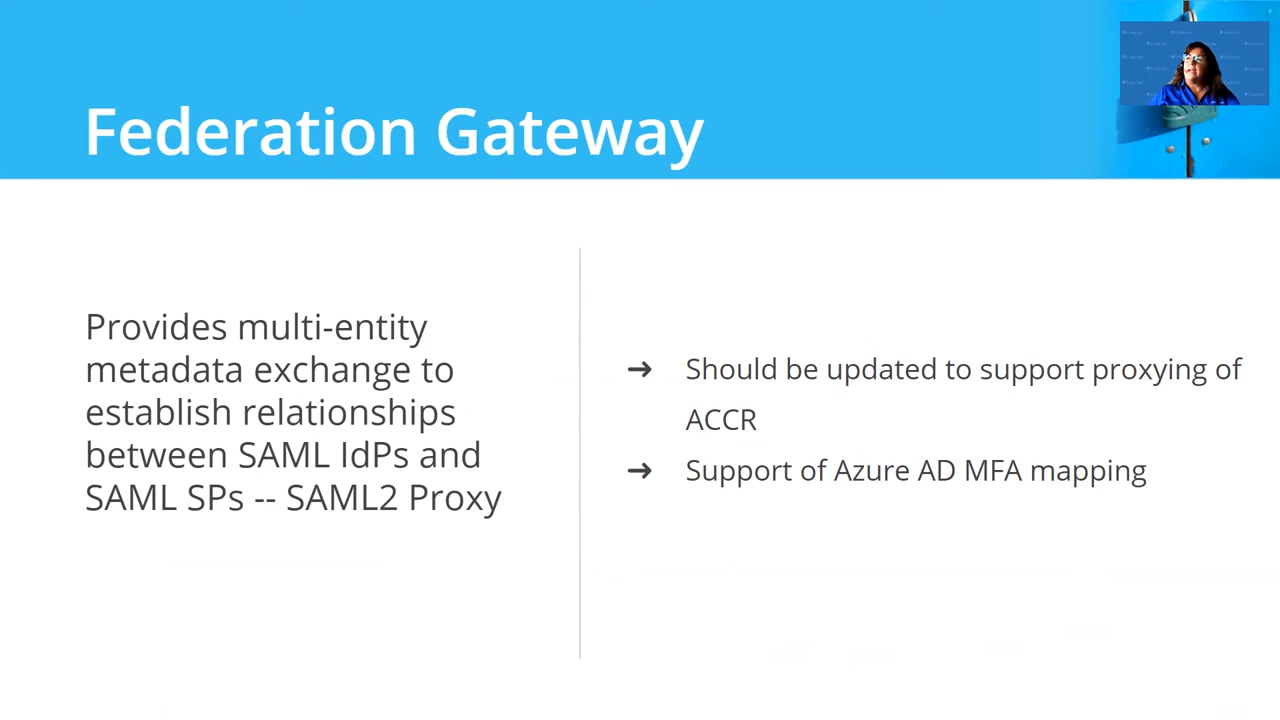 Federation Gateway
Provides multi-entity
metadata exchange to
establish relationships
between SAML IdPs and
SAML SPs -- SAML2 Proxy
➔ Should be updated to support proxying of
ACCR
➔ Support of Azure AD MFA mapping